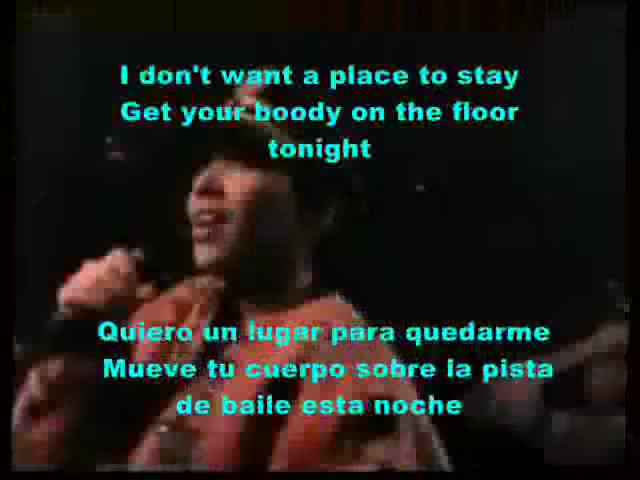 I don't want a place to stay
Get your boody on the floor
tonight
Quiero un lugar para quedarme
Mueve tu cuerpo sobre la pista
de baile esta noche